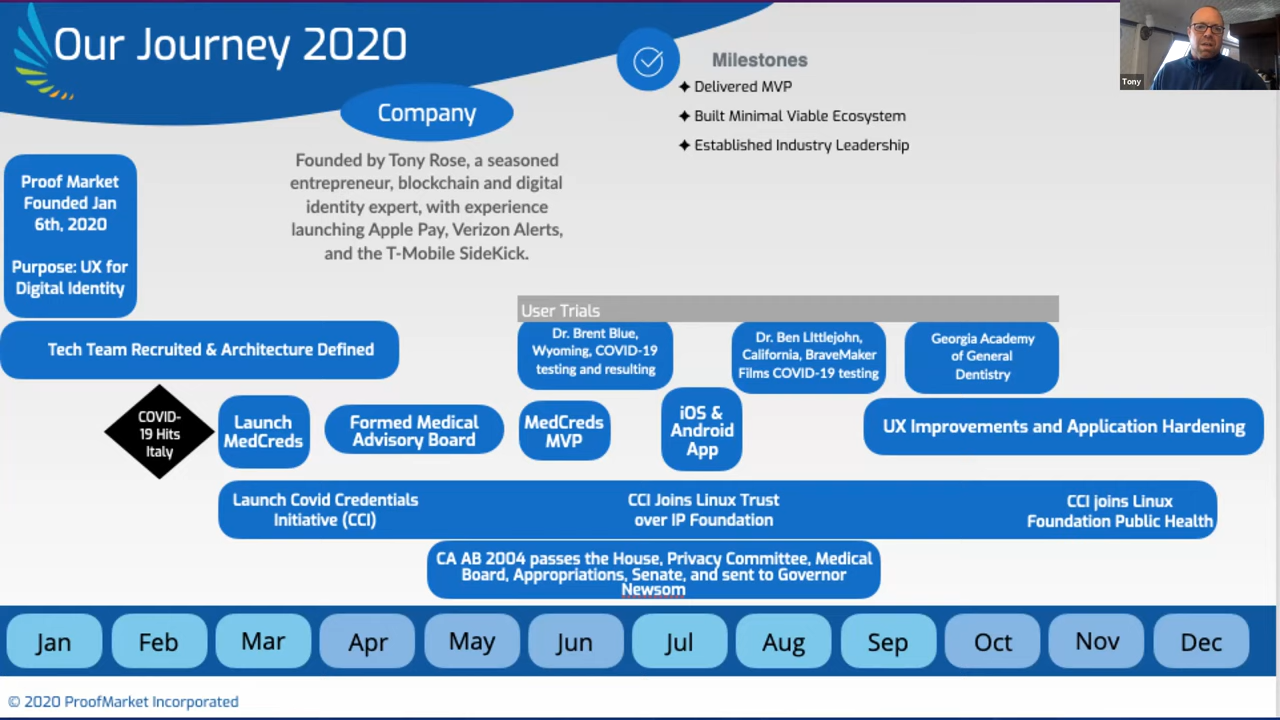 Our Journey 2020
Milestones
✦ Delivered MVP
✦ Built Minimal Viable Ecosystem
✦ Established Industry Leadership
Tony
Company
Founded by Tony Rose, a seasoned
entrepreneur, blockchain and digital
identity expert, with experience
launching Apple Pay, Verizon Alerts,
and the T-Mobile SideKick.
Proof Market
Founded Jan
6th, 2020
Purpose: UX for
Digital Identity
User Trials
Dr. Brent Blue,
Wyoming, COVID-19
testing and resulting
Dr. Ben LIttlejohn,
California, BraveMaker
Films COVID-19 testing
Georgia Academy
of General
Dentistry
Tech Team Recruited & Architecture Defined
COVID-
19 Hits
Italy
Launch
MedCreds
Formed Medical
Advisory Board
MedCreds
MVP
iOS &
Android
App
UX Improvements and Application Hardening
Launch Covid Credentials
Initiative (CCI)
CCI Joins Linux Trust
over IP Foundation
CCI joins Linux
Foundation Public Health
CA AB 2004 passes the House, Privacy Committee, Medical
Board, Appropriations, Senate, and sent to Governor
Newsom
Jan Feb Mar Apr May Jun Jul Aug Sep Oct Nov Dec
© 2020 ProofMarket Incorporated